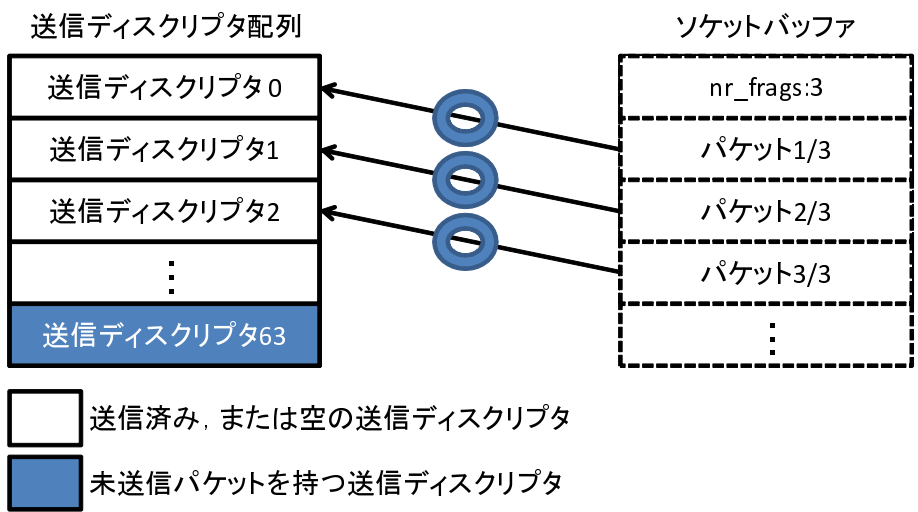 送信ディスクリプタ配列
送信ディスクリプタ0
送信ディスクリプタ1
送信ディスクリプタ2
⋮
送信ディスクリプタ63
ソケットバッファ
nr_frags:3
パケット1/3
パケット2/3
パケット3/3
⋮
送信済み，または空の送信ディスクリプタ
未送信パケットを持つ送信ディスクリプタ